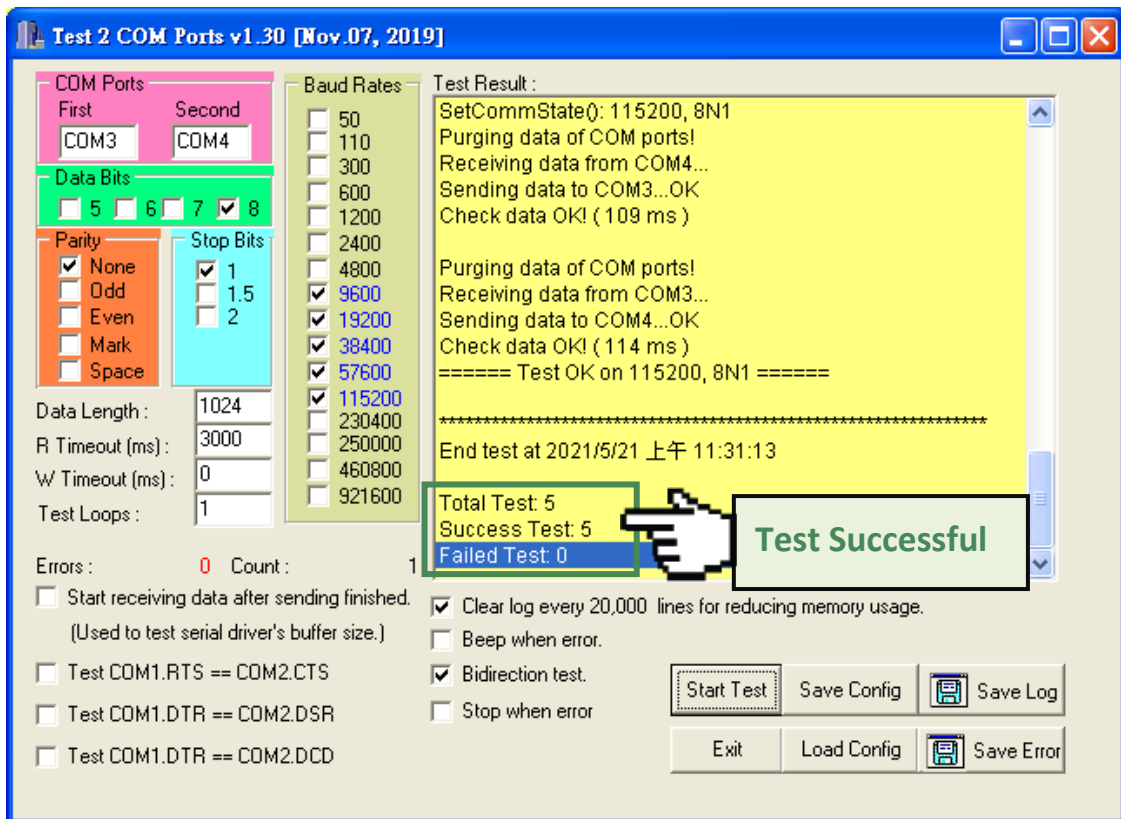 Test 2 COM Ports v1.30 [Nov.07, 2019]
COM Ports
First Second
COM3 COM4
Data Bits
5 6 7 8
Parity
None
Odd
Even
Mark
Space
Stop Bits
1
1.5
2
Data Length : 1024
R Timeout (ms) : 3000
W Timeout (ms) : 0
Test Loops : 1
Baud Rates
50
110
300
600
1200
2400
4800
9600
19200
38400
57600
115200
230400
250000
460800
921600
Test Result :
SetCommState(): 115200, 8N1
Purging data of COM ports!
Receiving data from COM4...
Sending data to COM3...OK
Check data OK! ( 109 ms )
Purging data of COM ports!
Receiving data from COM3...
Sending data to COM4...OK
Check data OK! ( 114 ms )
====== Test OK on 115200, 8N1 ======
******************************************************************************
End test at 2021/5/21 上午 11:31:13
Total Test: 5
Success Test: 5
Failed Test: 0
Test Successful
Errors : 0 Count : 1
Start receiving data after sending finished.
(Used to test serial driver's buffer size.)
Test COM1.RTS == COM2.CTS
Test COM1.DTR == COM2.DSR
Test COM1.DTR == COM2.DCD
Clear log every 20,000 lines for reducing memory usage.
Beep when error.
Bidirection test.
Stop when error
Start Test Save Config Save Log
Exit Load Config Save Error